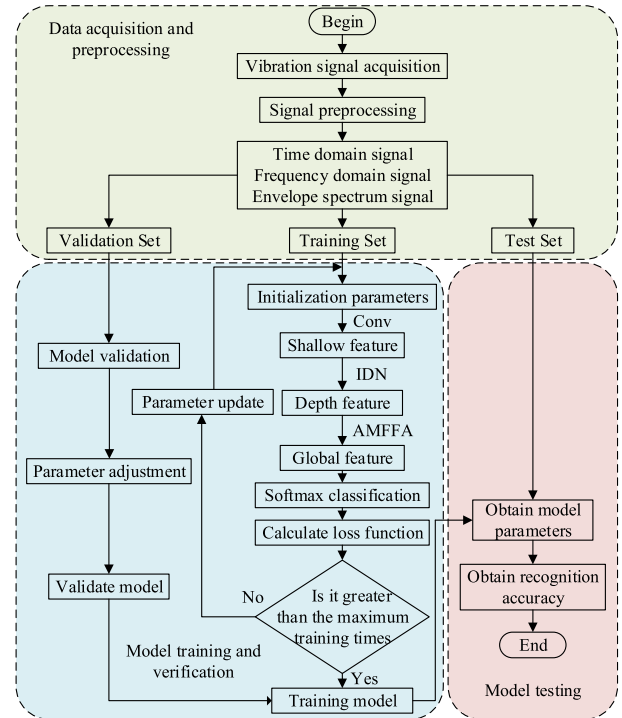 Data acquisition and
preprocessing
Begin
Vibration signal acquisition
Signal preprocessing
Time domain signal
Frequency domain signal
Envelope spectrum signal
Validation Set
Training Set
Test Set
Initialization parameters
Conv
Shallow feature
Model validation
IDN
Parameter update
Depth feature
AMFFA
Global feature
Parameter adjustment
Softmax classification
Calculate loss function
Obtain model
parameters
Validate model
No
Is it greater
than the maximum
training times
Obtain recognition
accuracy
End
Model training and
verification
Yes
Training model
Model testing